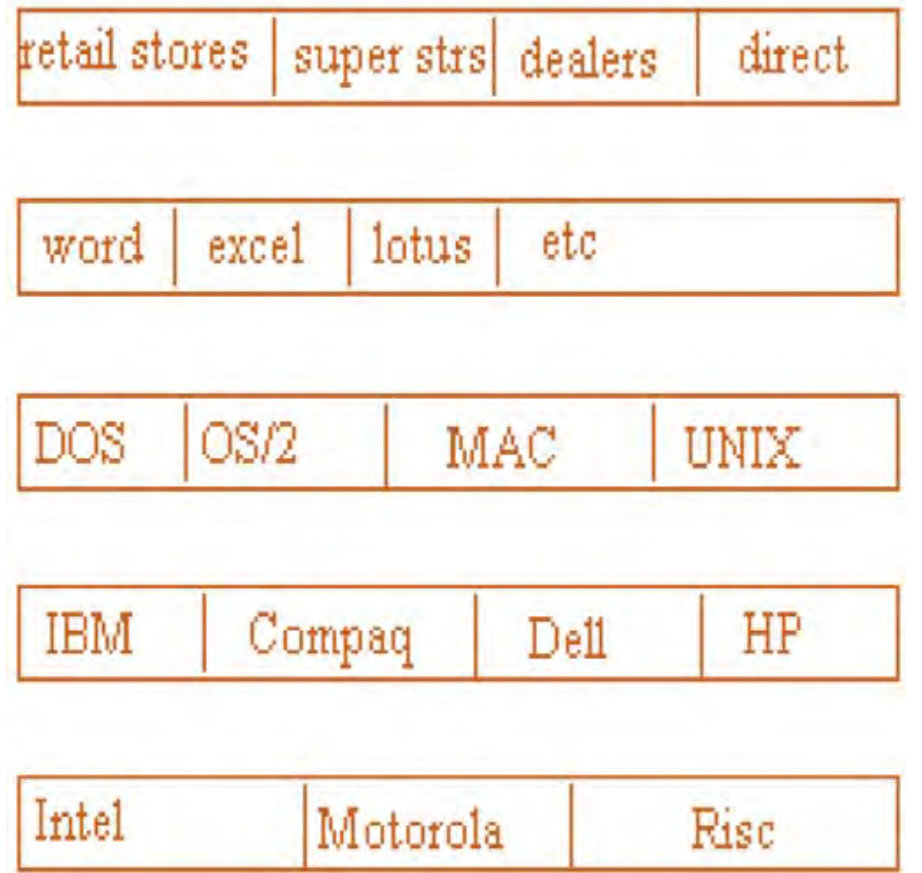 retail stores super strs dealers direct
word excel lotus etc
DOS OS/2 MAC UNIX
IBM Compaq Dell HP
Intel Motorola Risc